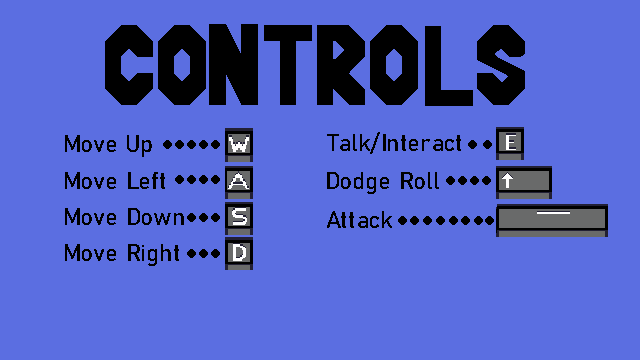 CONTROLS
Move Up ••••• W
Move Left •••• A
Move Down ••• S
Move Right ••• D
Talk/Interact •• E
Dodge Roll •••• ↑
Attack ••••••••